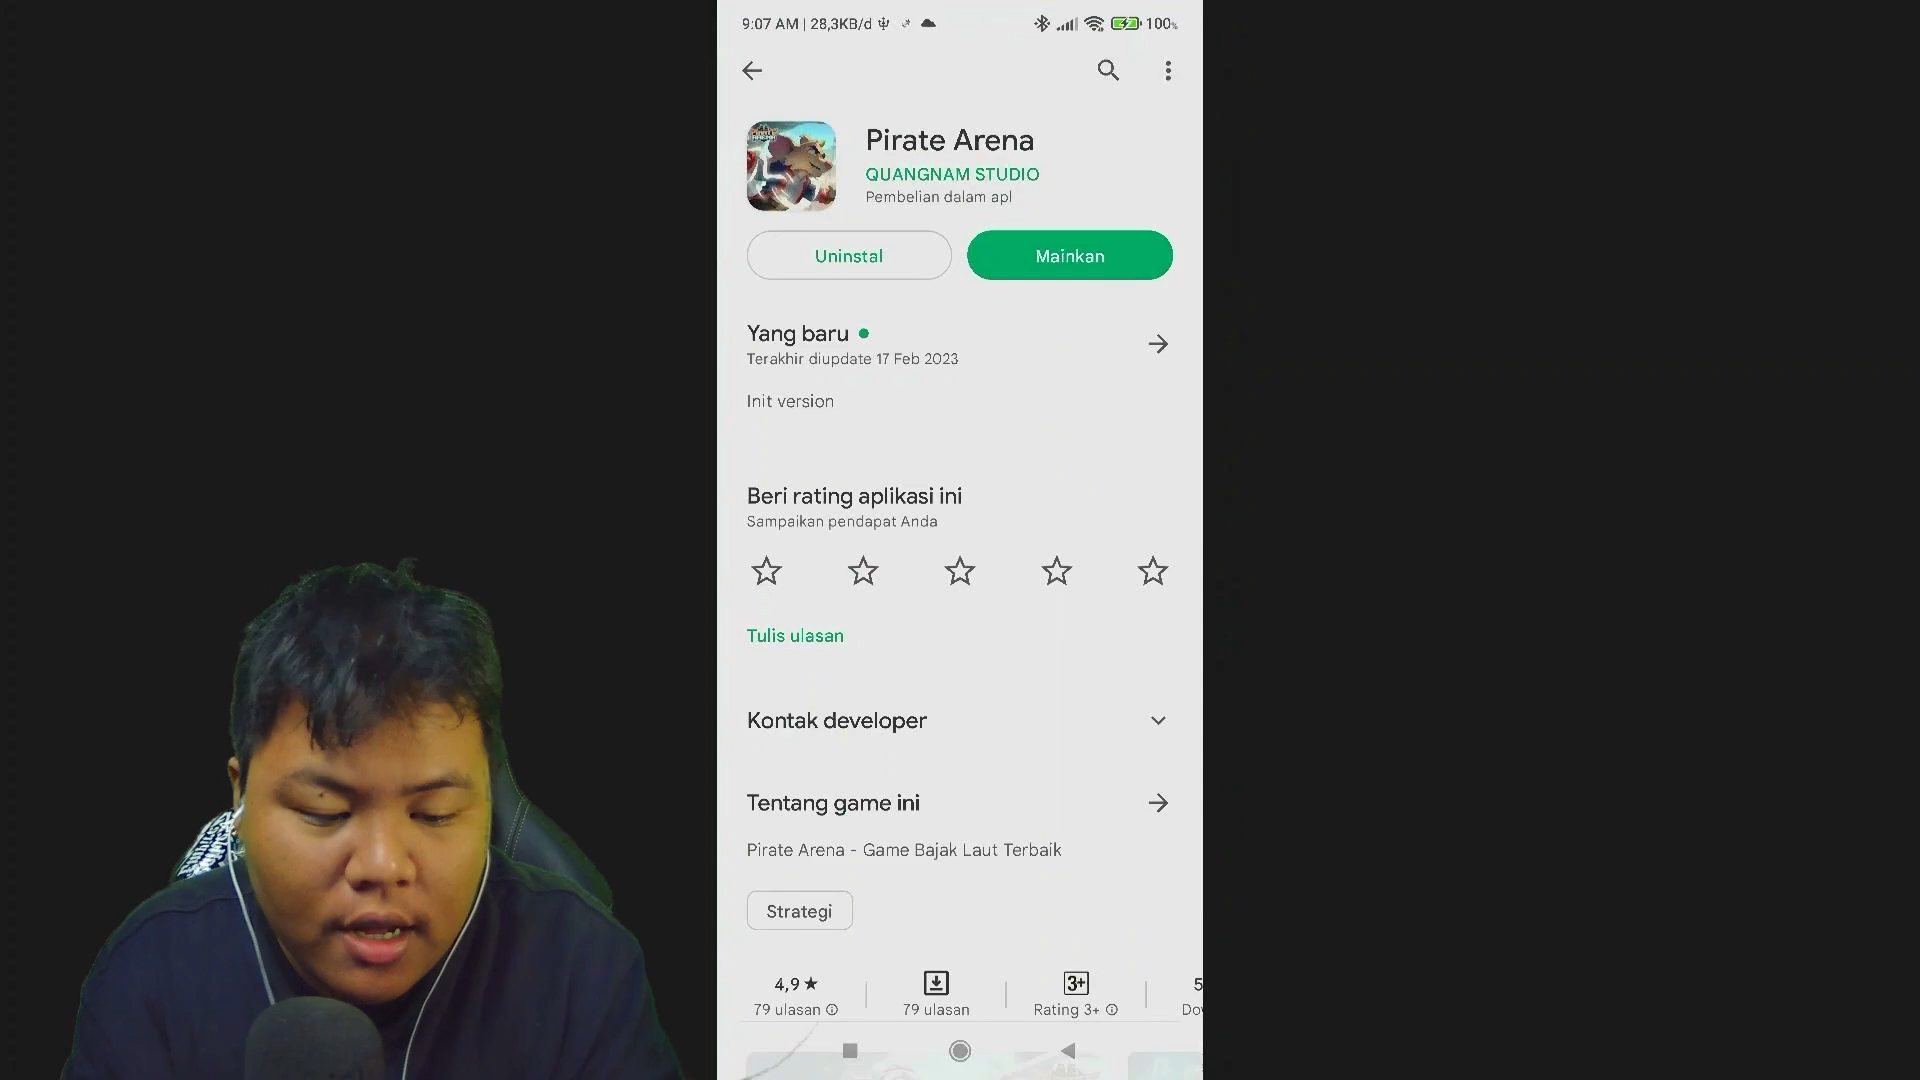 9:07 AM | 28,3KB/d
100%
Pirate Arena
QUANGNAM STUDIO
Pembelian dalam apl
Uninstal
Mainkan
Yang baru
Terakhir diupdate 17 Feb 2023
Init version
Beri rating aplikasi ini
Sampaikan pendapat Anda
Tulis ulasan
Kontak developer
Tentang game ini
Pirate Arena - Game Bajak Laut Terbaik
Strategi
4,9★
3+
5
79 ulasan
79 ulasan
Rating 3+